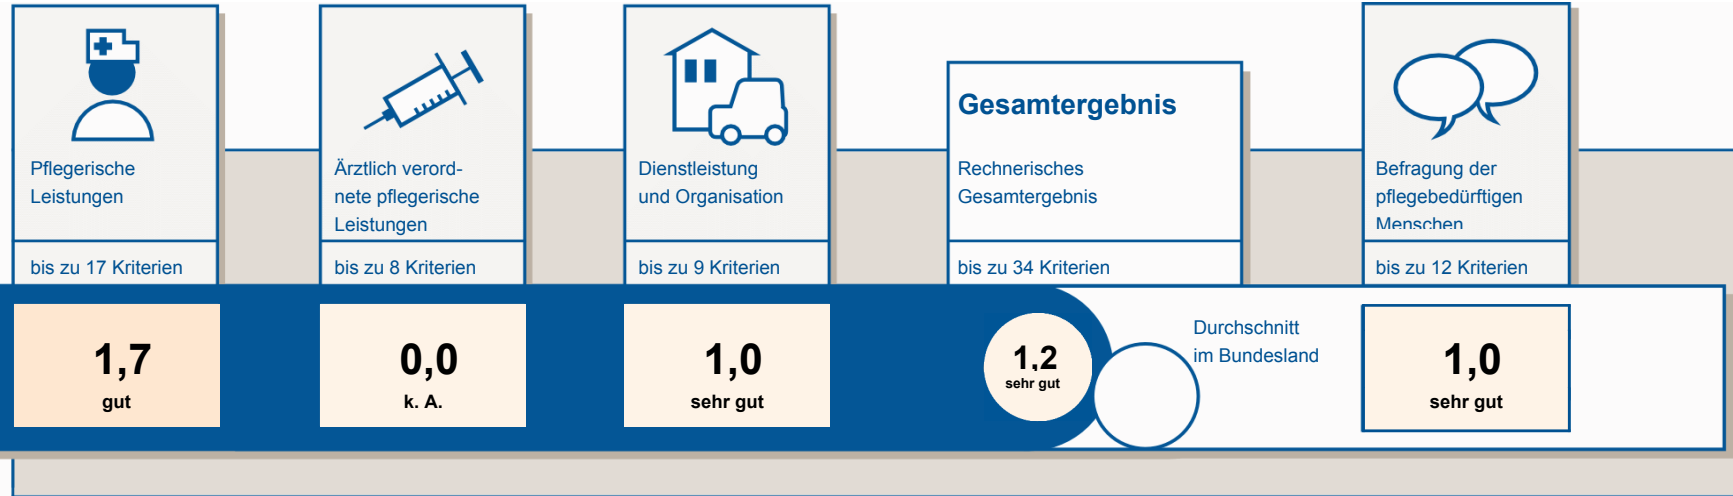 Pflegerische
Leistungen
bis zu 17 Kriterien
1,7
gut
Ärztlich verord-
nete pflegerische
Leistungen
bis zu 8 Kriterien
0,0
k. A.
Dienstleistung
und Organisation
bis zu 9 Kriterien
1,0
sehr gut
Gesamtergebnis
Rechnerisches
Gesamtergebnis
bis zu 34 Kriterien
1,2
sehr gut
Durchschnitt
im Bundesland
Befragung der
pflegebedürftigen
Menschen
bis zu 12 Kriterien
1,0
sehr gut